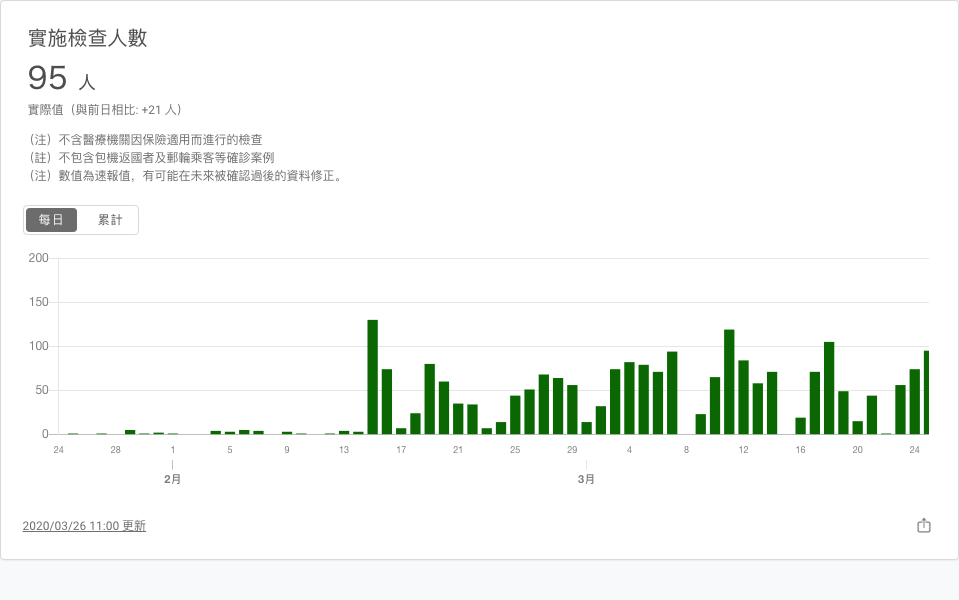 實施檢查人數
95 人
實際值（與前日相比: +21 人）
（注）不含醫療機關因保險適用而進行的檢查
（註）不包含包機返國者及郵輪乘客等確診案例
（注）數值為速報值，有可能在未來被確認過後的資料修正。
每日 累計
200
150
100
50
0
24 28 1 5 9 13 17 21 25 29 4 8 12 16 20 24
2月 3月
2020/03/26 11:00 更新